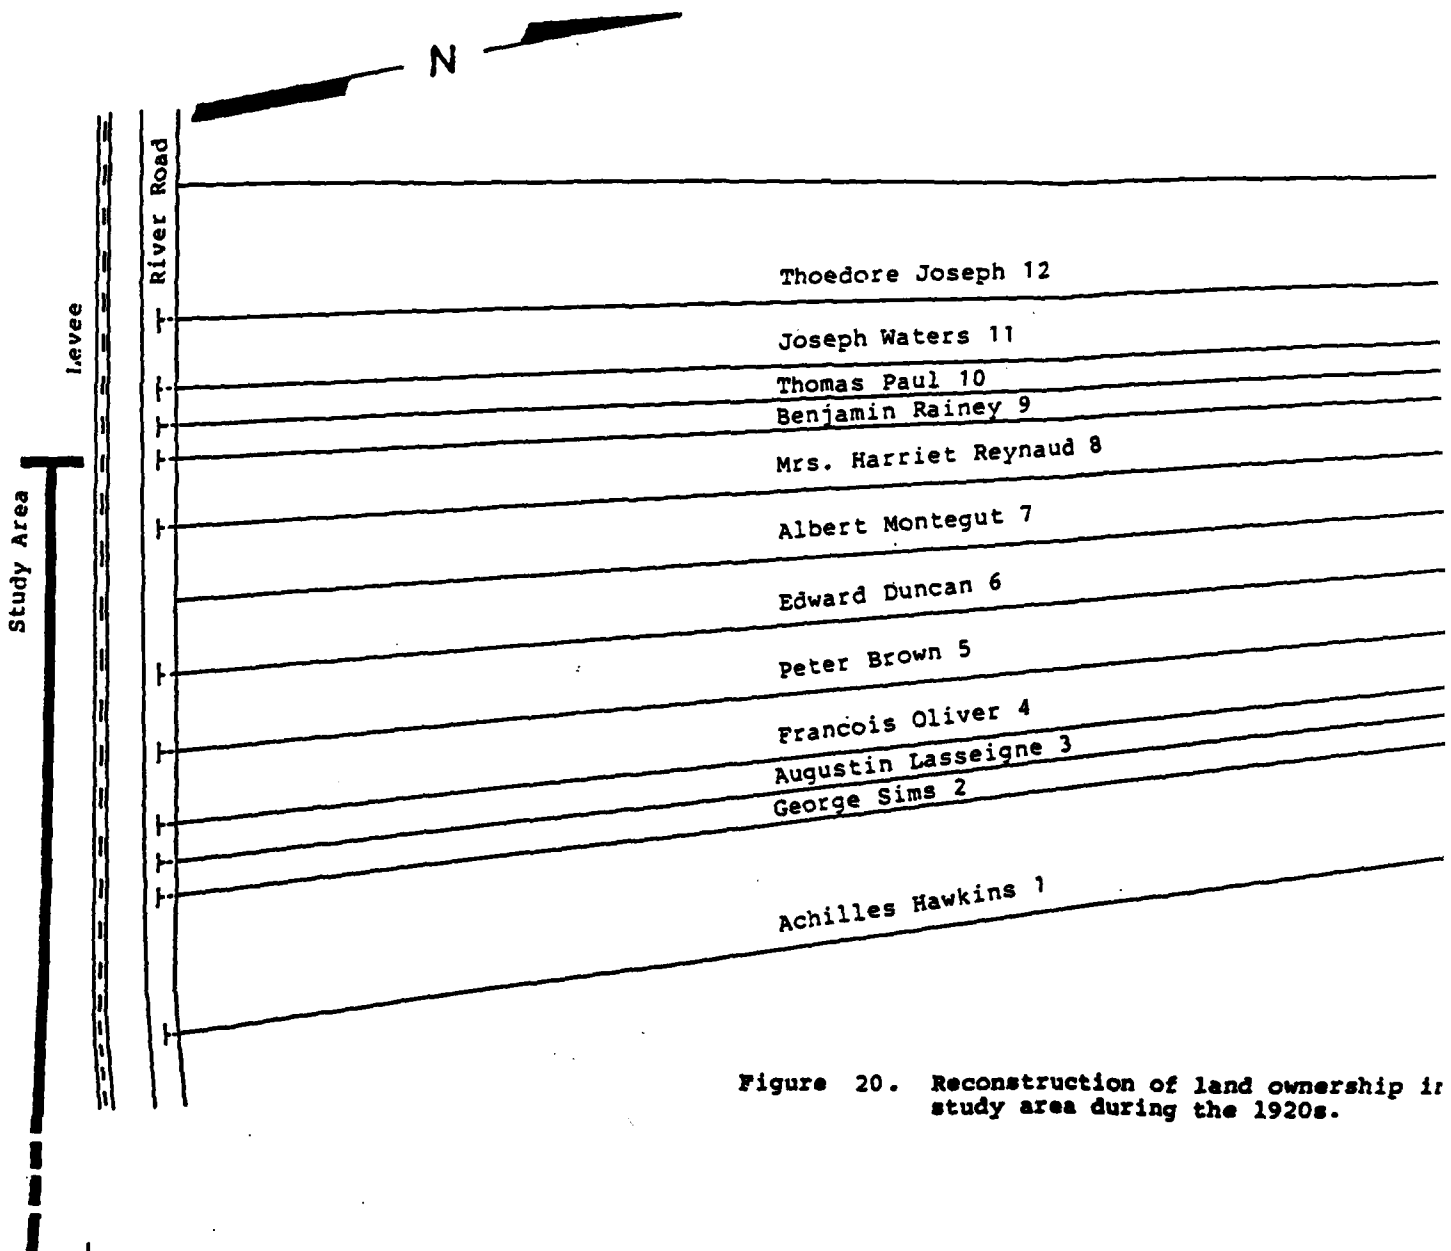 N
River Road
Levee
Study Area
Thoedore Joseph 12
Joseph Waters 11
Thomas Paul 10
Benjamin Rainey 9
Mrs. Harriet Reynaud 8
Albert Montegut 7
Edward Duncan 6
Peter Brown 5
Francois Oliver 4
Augustin Lasseigne 3
George Sims 2
Achilles Hawkins 1
Figure 20. Reconstruction of land ownership in
study area during the 1920s.